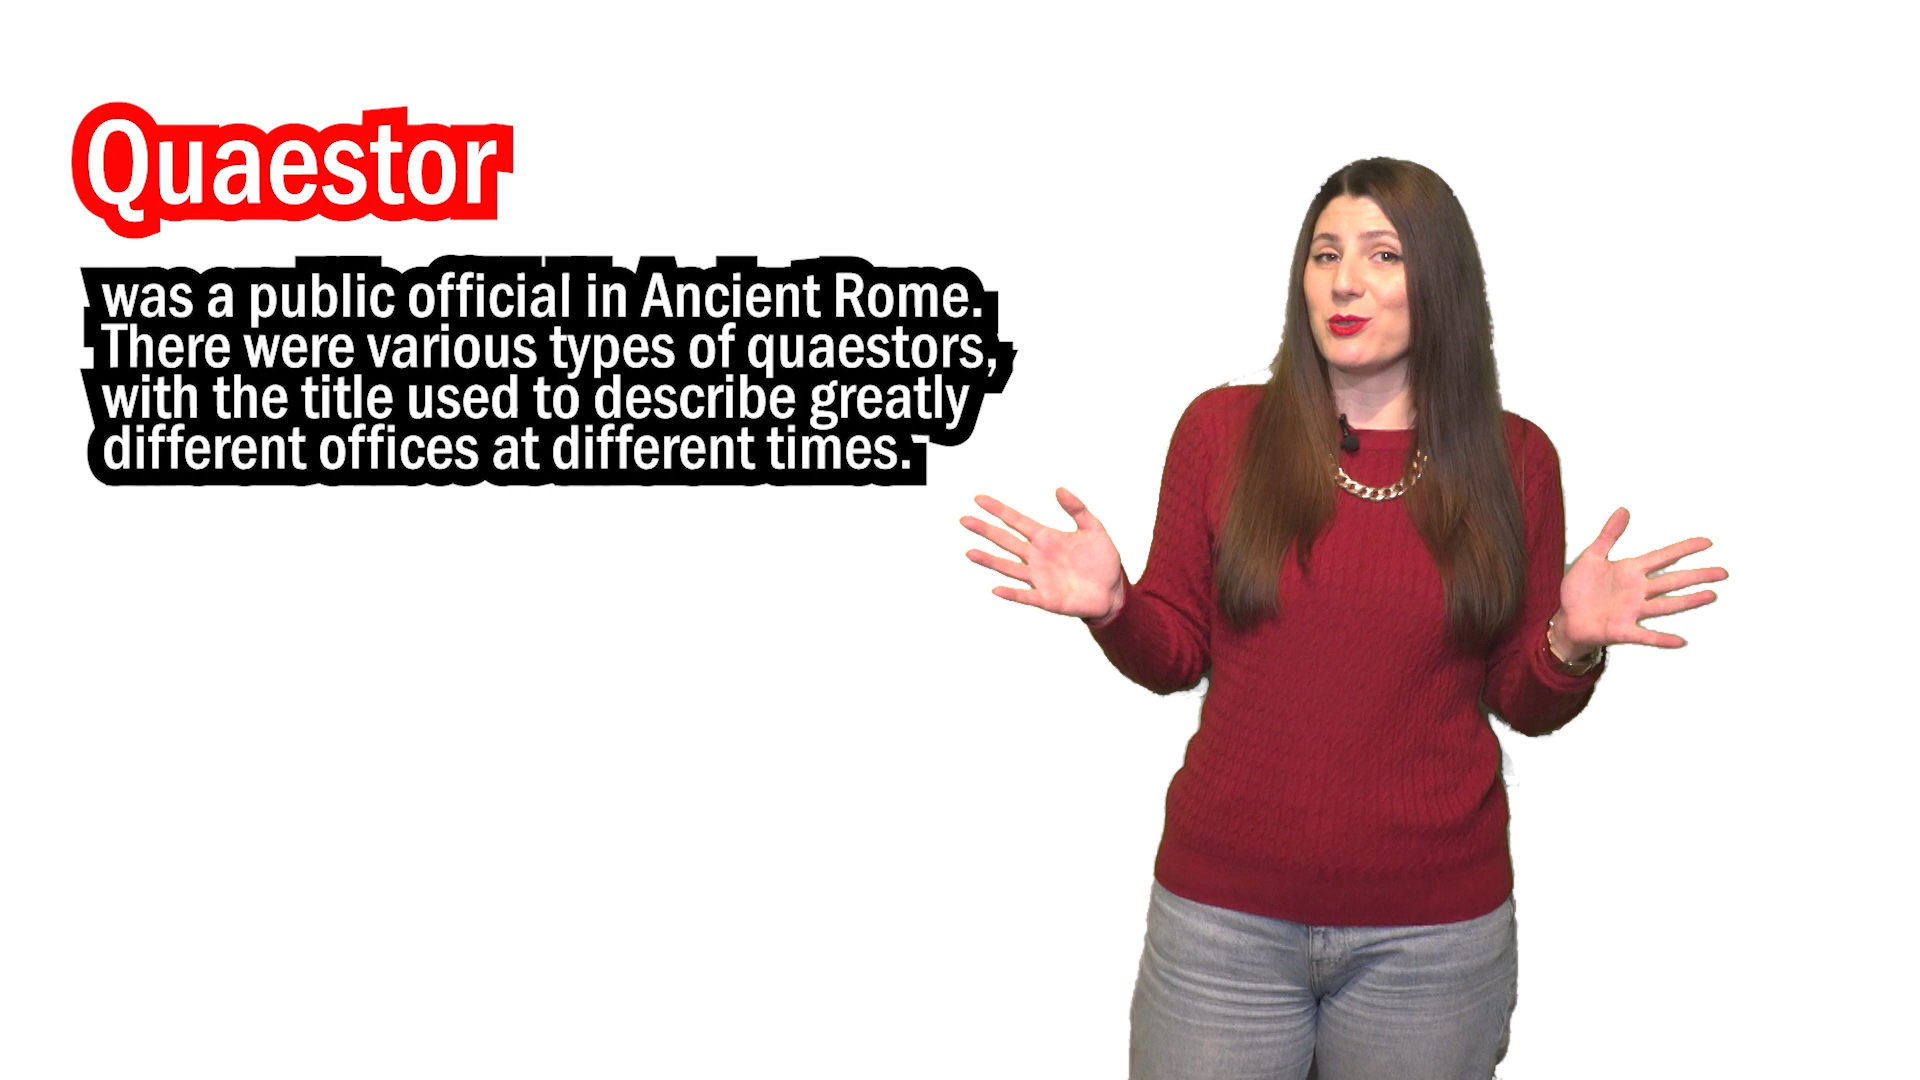 Quaestor
was a public official in Ancient Rome.
There were various types of quaestors,
with the title used to describe greatly
different offices at different times.